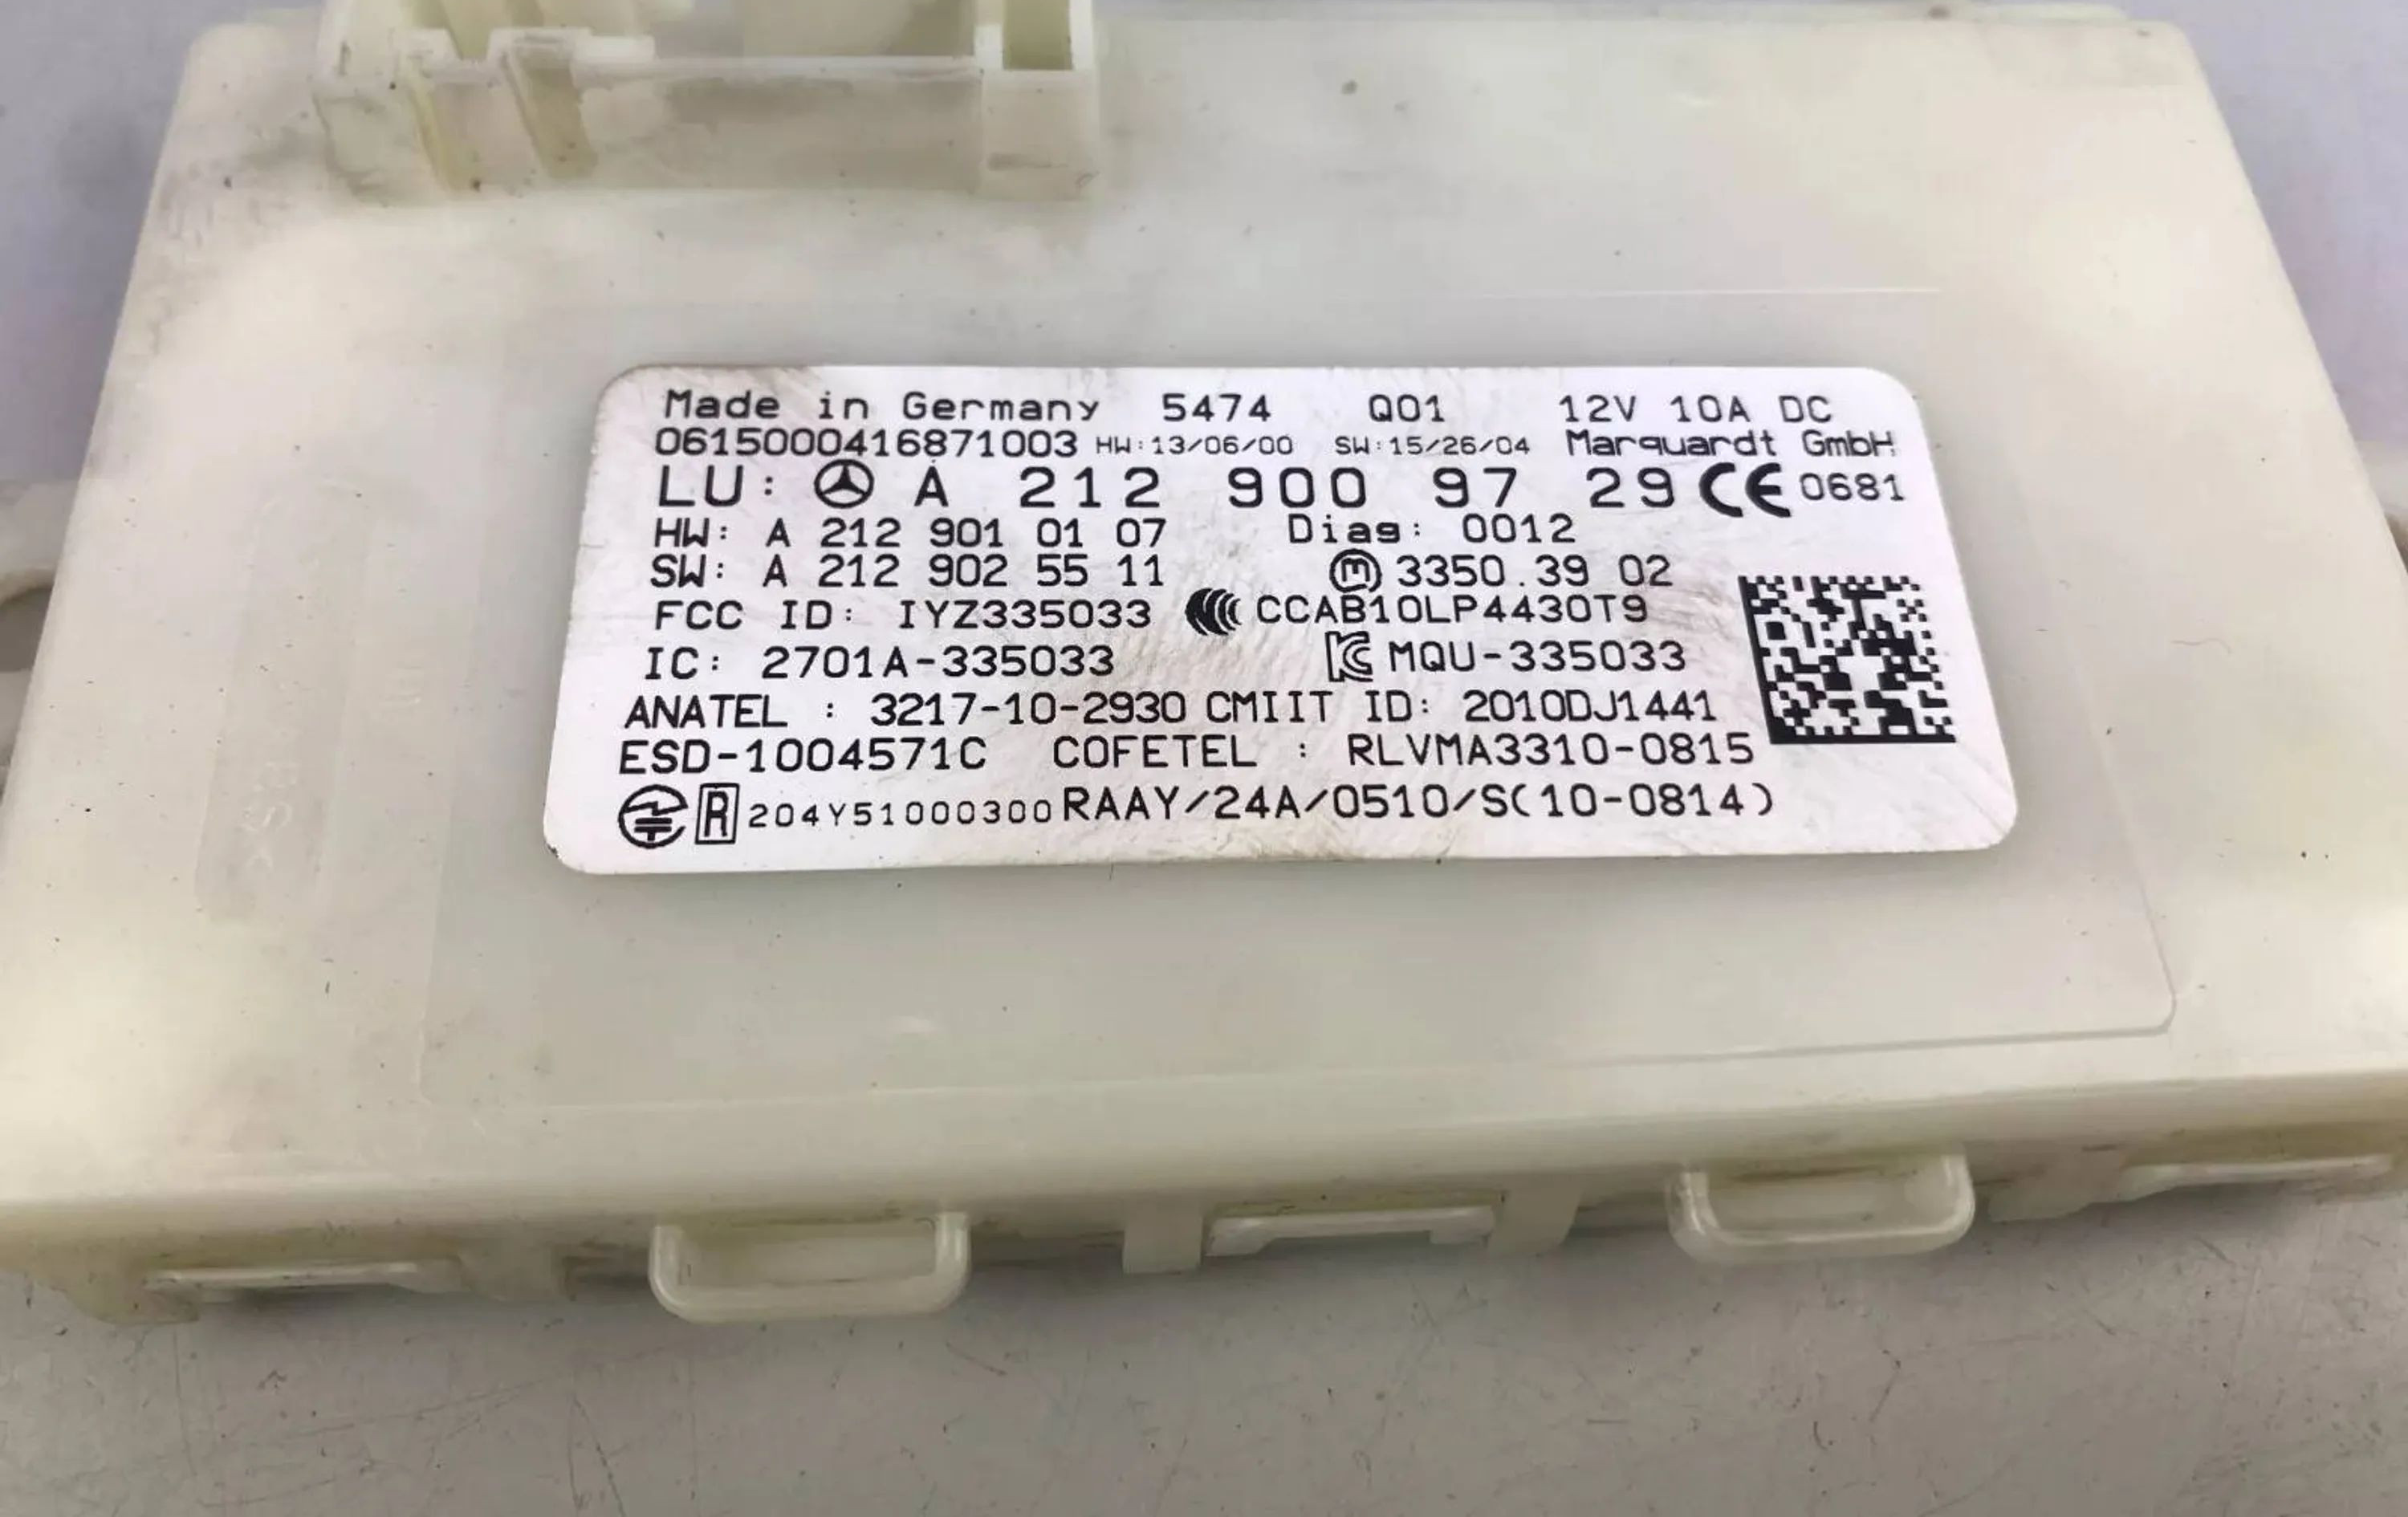 Made in Germany 5474 Q01 12V 10A DC
0615000416871003 HW:13/06/00 SW:15/26/04 Marquardt GmbH
LU: A 212 900 97 29 CE 0681
HW: A 212 901 01 07 Diag: 0012
SW: A 212 902 55 11 3350.39 02
FCC ID: IYZ335033 CCAB10LP4430T9
IC: 2701A-335033 MQU-335033
ANATEL : 3217-10-2930 CMIIT ID: 2010DJ1441
ESD-1004571C COFETEL : RLVMA3310-0815
R 204Y51000300 RAAY/24A/0510/S(10-0814)